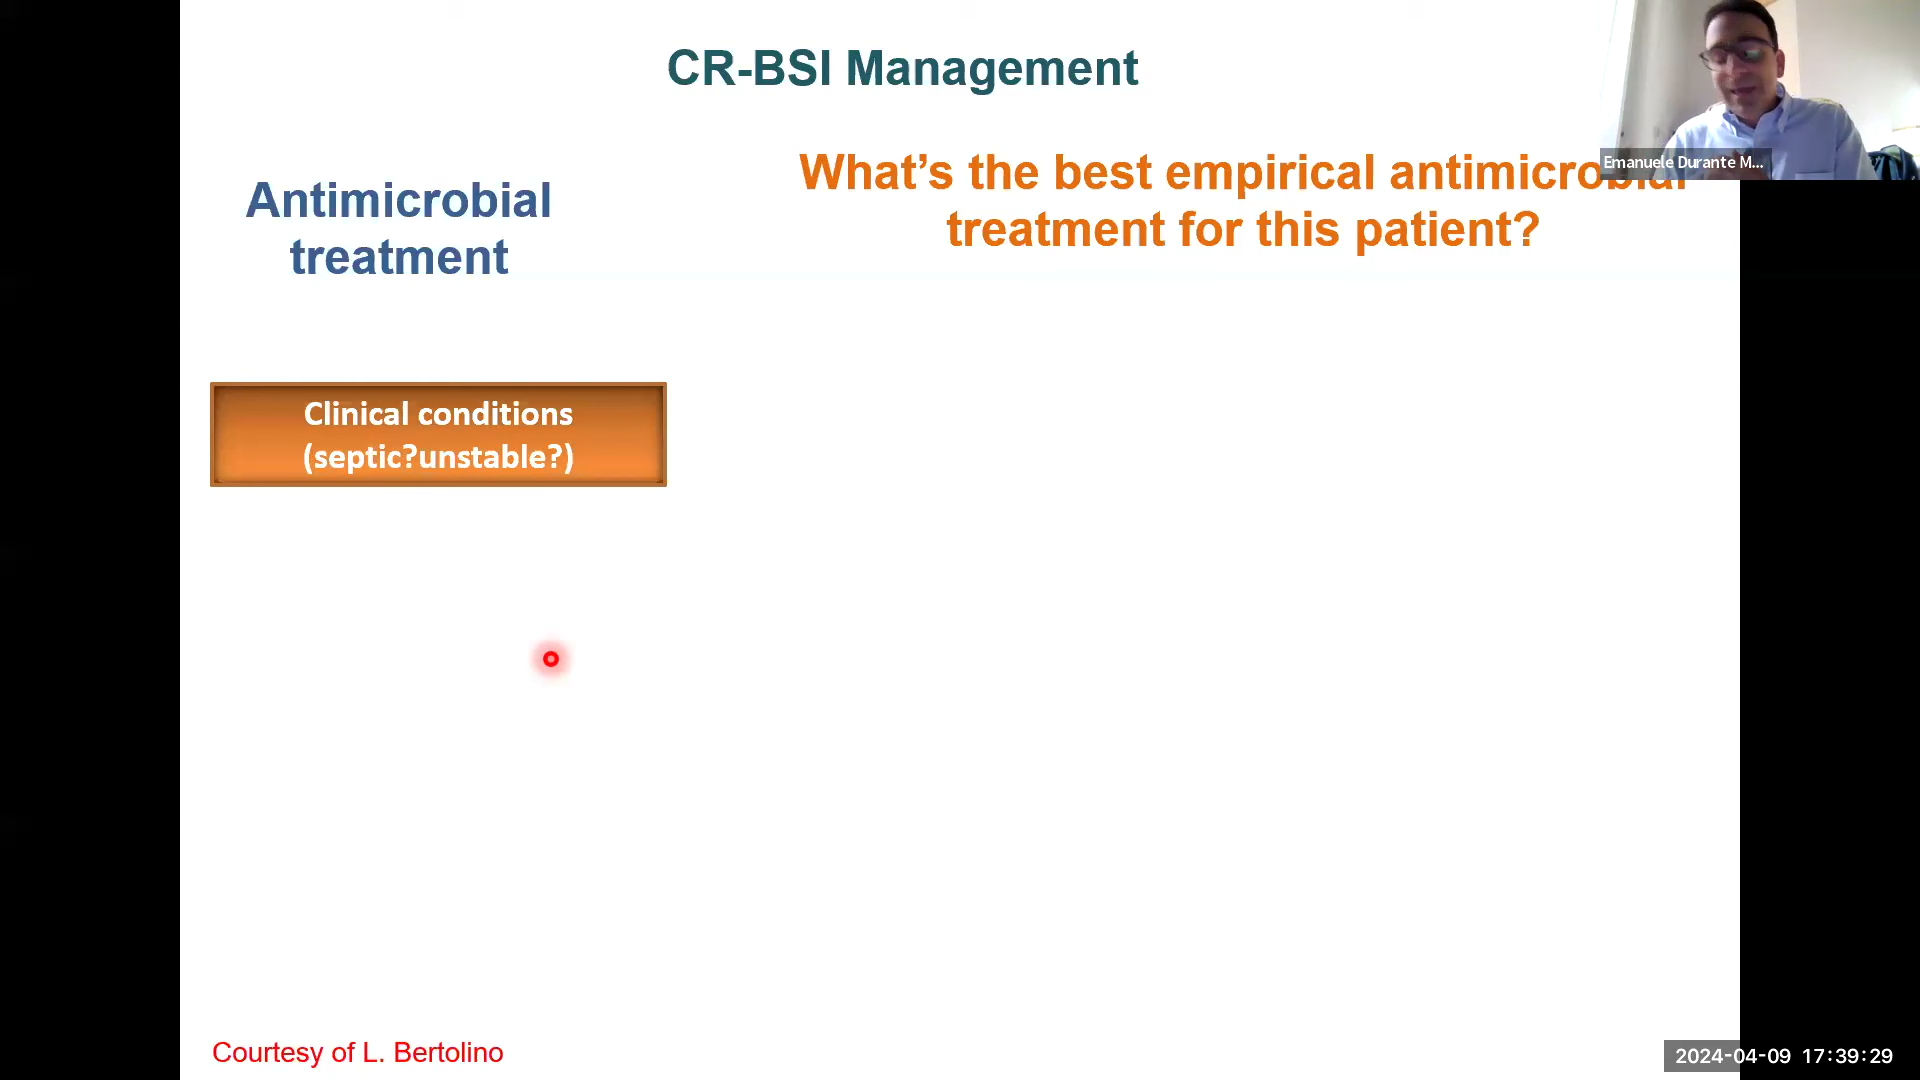 CR-BSI Management
Emanuele Durante M...
What’s the best empirical antimicrobial
treatment for this patient?
Antimicrobial
treatment
Clinical conditions
(septic?unstable?)
Courtesy of L. Bertolino
2024-04-09 17:39:29